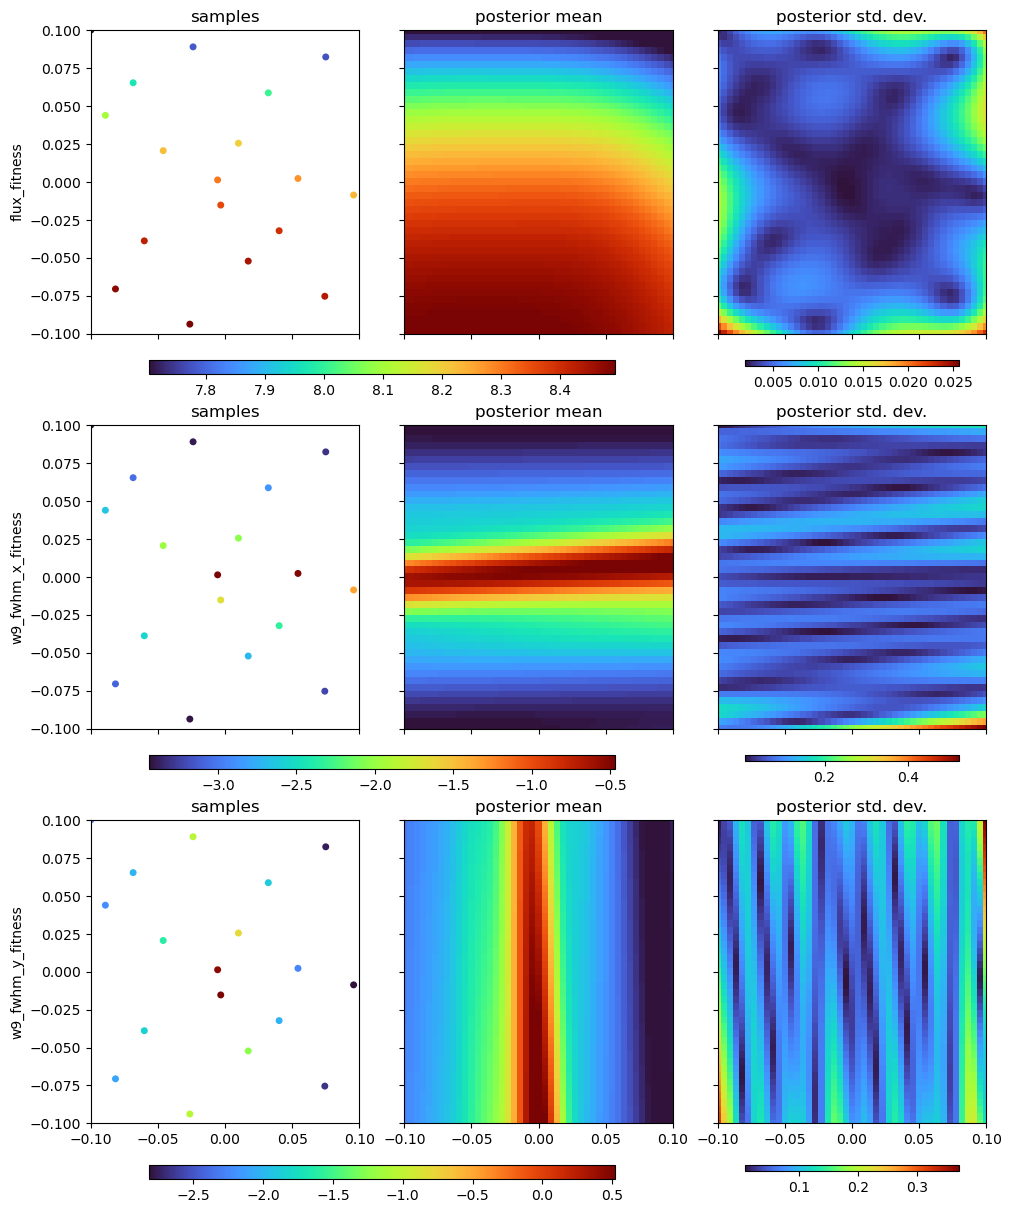 samples posterior mean posterior std. dev.
0.100
0.075
0.050
0.025
0.000
−0.025
−0.050
−0.075
−0.100
flux_fitness
7.8 7.9 8.0 8.1 8.2 8.3 8.4 0.005 0.010 0.015 0.020 0.025
samples posterior mean posterior std. dev.
0.100
0.075
0.050
0.025
0.000
−0.025
−0.050
−0.075
−0.100
w9_fwhm_x_fitness
−3.0 −2.5 −2.0 −1.5 −1.0 −0.5 0.2 0.4
samples posterior mean posterior std. dev.
0.100
0.075
0.050
0.025
0.000
−0.025
−0.050
−0.075
−0.100
w9_fwhm_y_fitness
−0.10 −0.05 0.00 0.05 0.10 −0.10 −0.05 0.00 0.05 0.10 −0.10 −0.05 0.00 0.05 0.10
−2.5 −2.0 −1.5 −1.0 −0.5 0.0 0.5 0.1 0.2 0.3